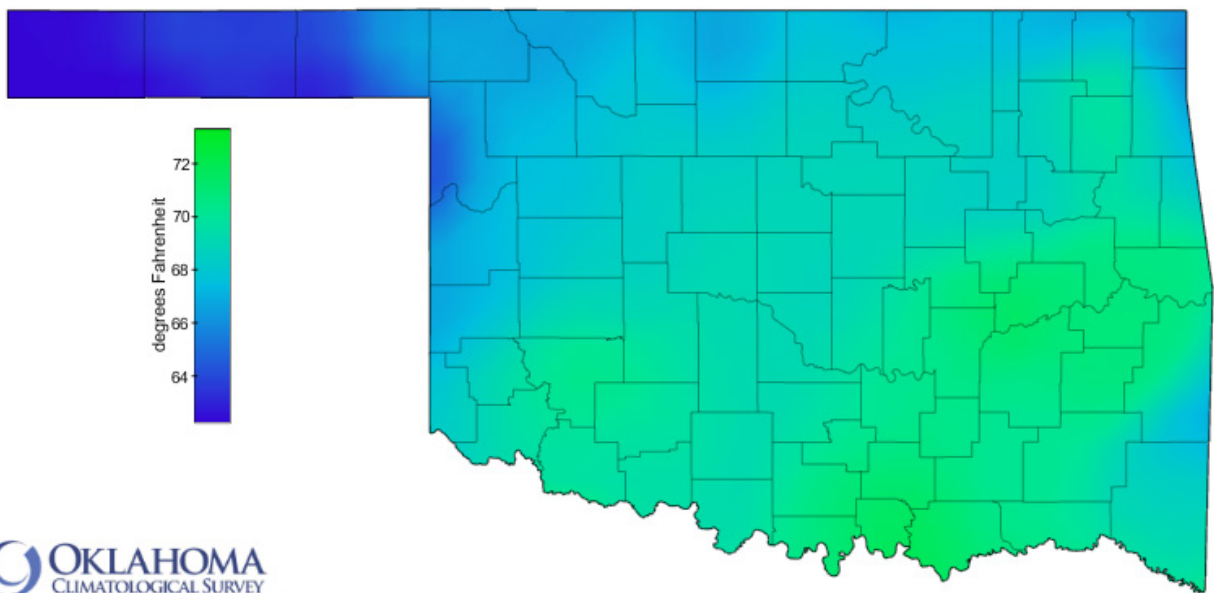 72
70
68
66
64
degrees Fahrenheit
OKLAHOMA
CLIMATOLOGICAL SURVEY